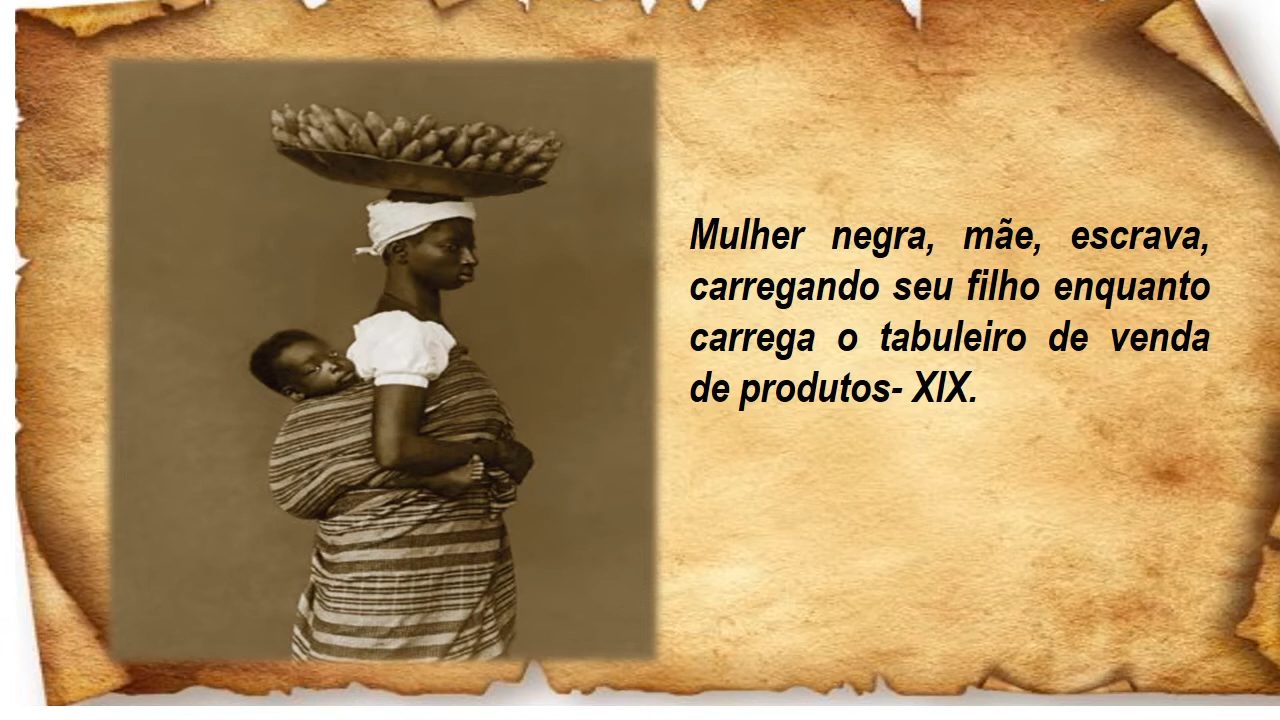 Mulher negra, mãe, escrava,
carregando seu filho enquanto
carrega o tabuleiro de venda
de produtos- XIX.